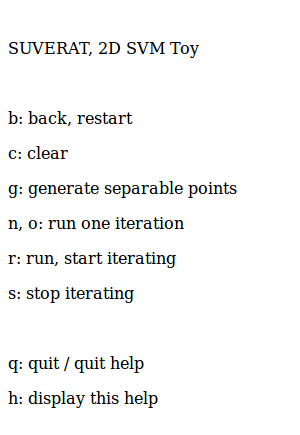 SUVERAT, 2D SVM Toy
b: back, restart
c: clear
g: generate separable points
n, o: run one iteration
r: run, start iterating
s: stop iterating
q: quit / quit help
h: display this help